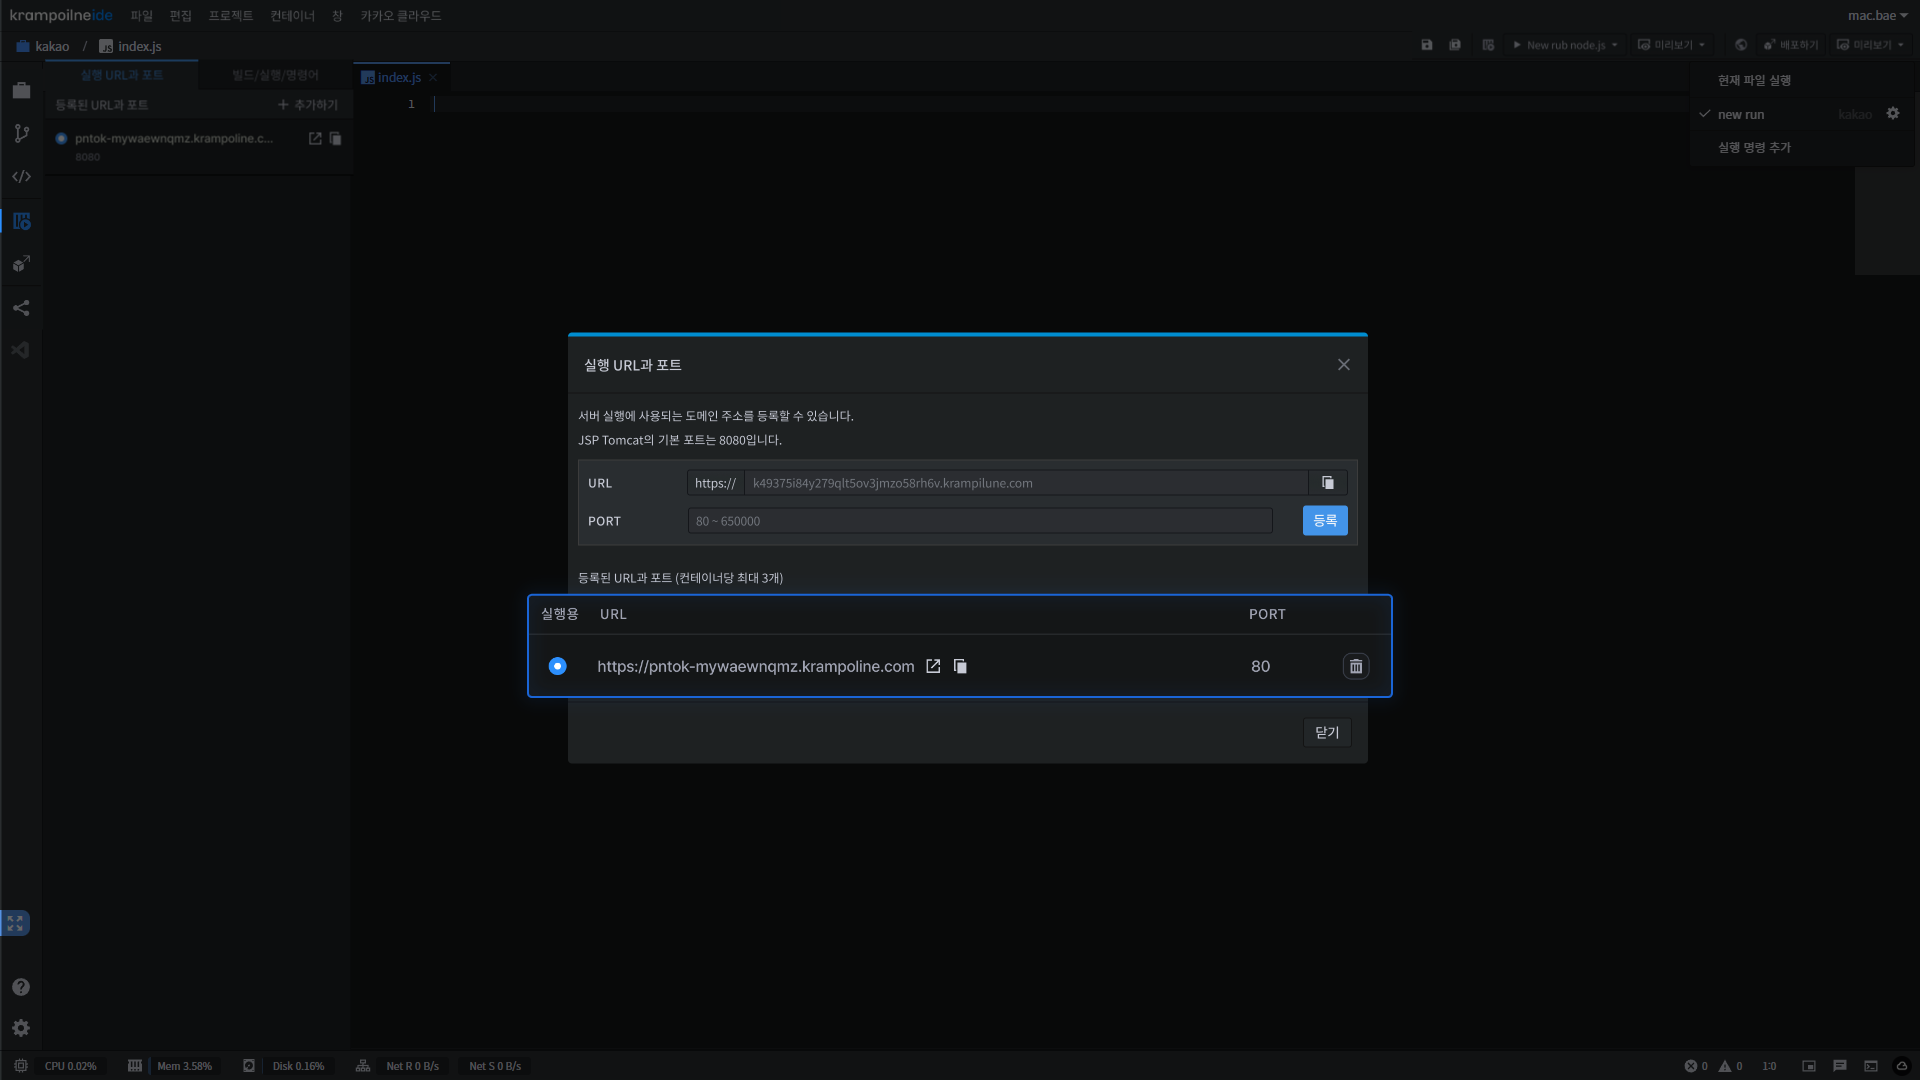 krampoilneide 파일 편집 프로젝트 컨테이너 창 카카오 클라우드 mac.bae
kakao / index.js
New rub node.js 미리보기 배포하기 미리보기
실행 URL과 포트 빌드/실행/명령어
index.js
등록된 URL과 포트 + 추가하기
1
pntok-mywaewnqmz.krampoline.c...
8080
현재 파일 실행
new run kakao
실행 명령 추가
실행 URL과 포트
서버 실행에 사용되는 도메인 주소를 등록할 수 있습니다.
JSP Tomcat의 기본 포트는 8080입니다.
URL https:// k49375i84y279qlt5ov3jmzo58rh6v.krampilune.com
PORT 80 ~ 650000 등록
등록된 URL과 포트 (컨테이너당 최대 3개)
실행용 URL PORT
https://pntok-mywaewnqmz.krampoline.com 80
닫기
CPU 0.02% Mem 3.58% Disk 0.16% Net R 0 B/s Net S 0 B/s 0 0 1:0